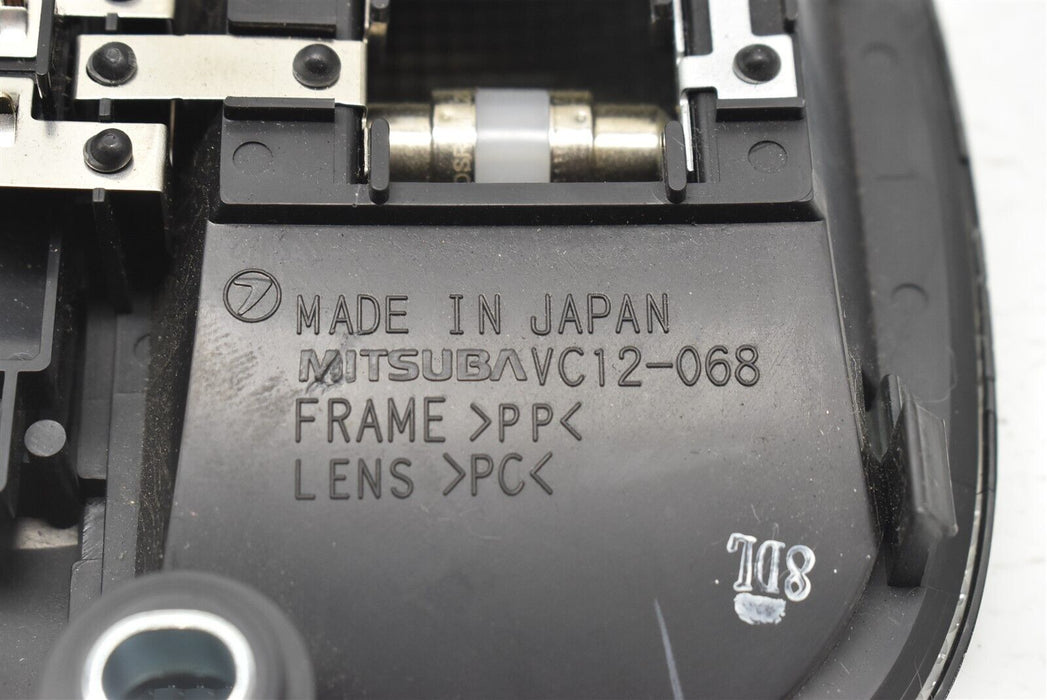 MADE IN JAPAN
MITSUBA VC12-068
FRAME >PP<
LENS >PC<
8DL